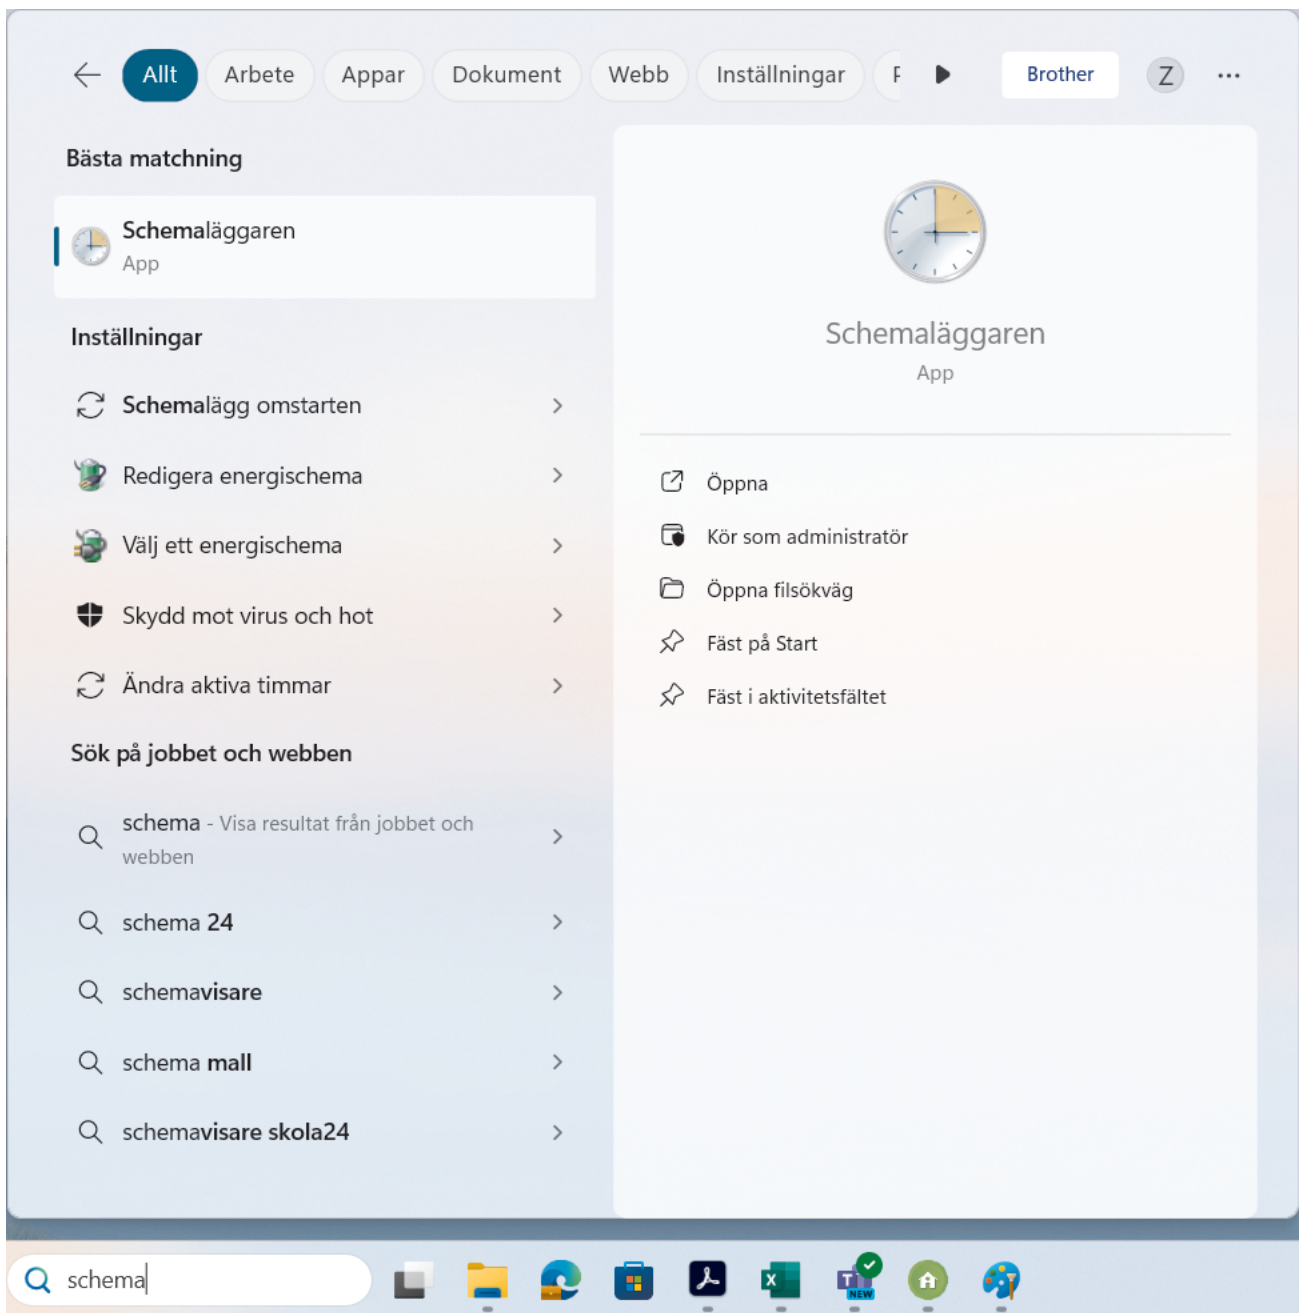 Allt Arbete Appar Dokument Webb Inställningar Brother Z
Bästa matchning
Schemaläggaren
App
Inställningar
Schemalägg omstarten
Redigera energischema
Välj ett energischema
Skydd mot virus och hot
Ändra aktiva timmar
Sök på jobbet och webben
schema - Visa resultat från jobbet och
webben
schema 24
schemavisare
schema mall
schemavisare skola24
Schemaläggaren
App
Öppna
Kör som administratör
Öppna filsökväg
Fäst på Start
Fäst i aktivitetsfältet
schema
NEW